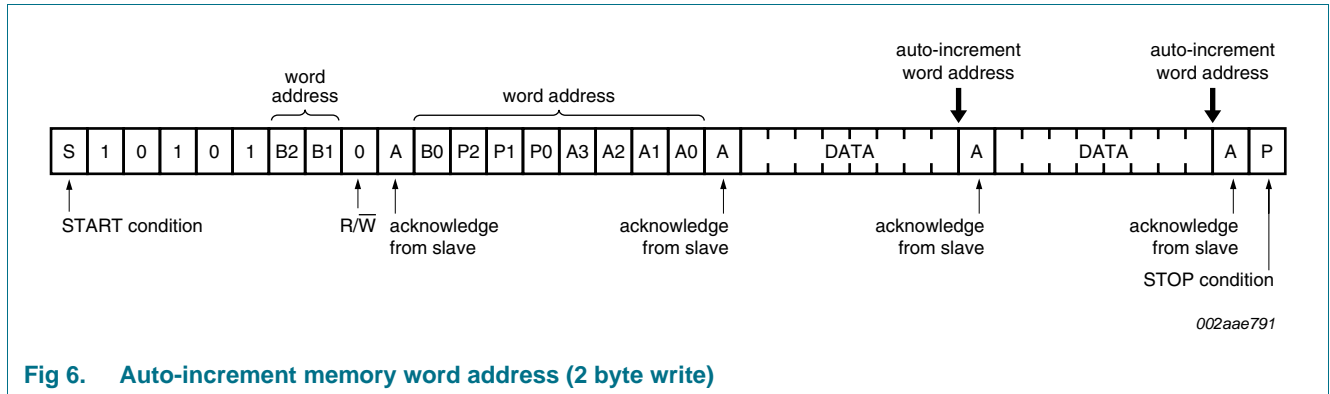 auto-increment
word address
auto-increment
word address
word
address
word address
S 1 0 1 0 1 B2 B1 0 A B0 P2 P1 P0 A3 A2 A1 A0 A DATA A DATA A P
START condition
R/W̅
acknowledge
from slave
acknowledge
from slave
acknowledge
from slave
acknowledge
from slave
STOP condition
002aae791
Fig 6. Auto-increment memory word address (2 byte write)